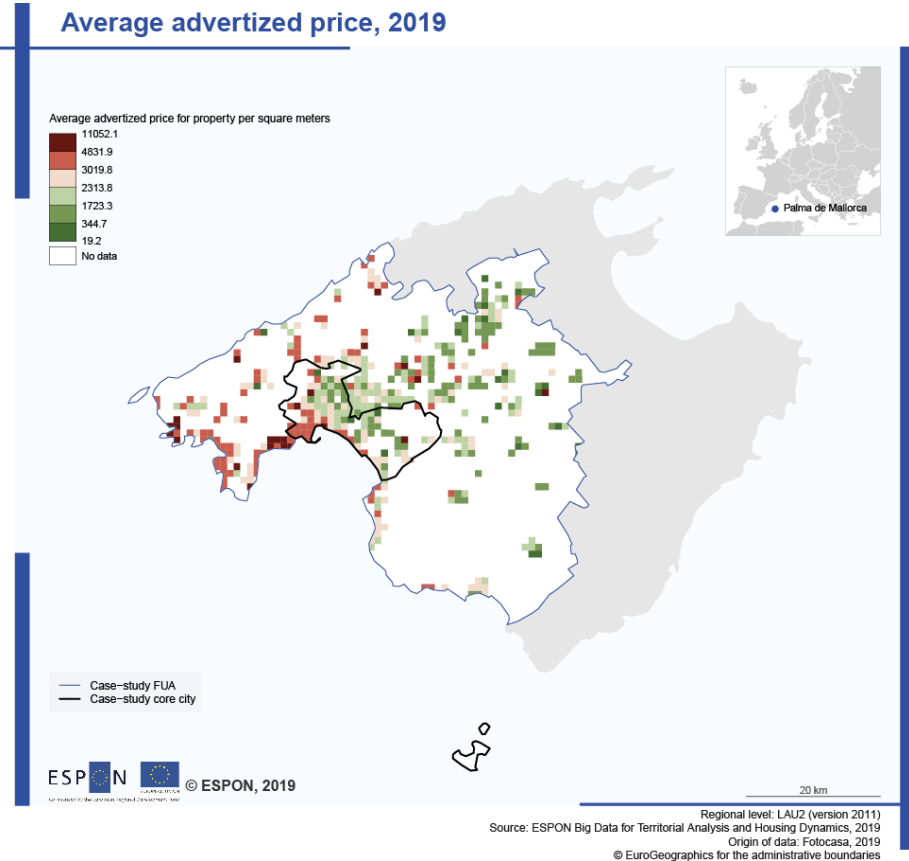 Average advertized price, 2019
Average advertized price for property per square meters
11052.1
4831.9
3019.8
2313.8
1723.3
344.7
19.2
No data
Palma de Mallorca
Case−study FUA
Case−study core city
ESPON
© ESPON, 2019
20 km
Regional level: LAU2 (version 2011)
Source: ESPON Big Data for Territorial Analysis and Housing Dynamics, 2019
Origin of data: Fotocasa, 2019
© EuroGeographics for the administrative boundaries